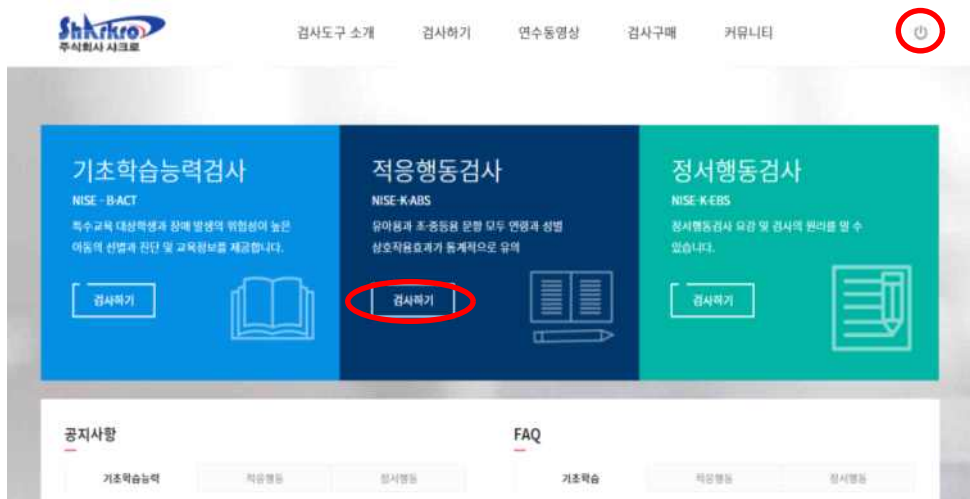 Sharkro
주식회사 샤크로
검사도구 소개 검사하기 연수동영상 검사구매 커뮤니티
기초학습능력검사
NISE - B·ACT
특수교육 대상학생과 장애 발생의 위험성이 높은
아동의 선별과 진단 및 교육정보를 제공합니다.
검사하기
적응행동검사
NISE-K·ABS
유아용과 초·중등용 문항 모두 연령과 성별
상호작용효과가 통계적으로 유의
검사하기
정서행동검사
NISE-K·EBS
정서행동검사 요강 및 검사의 원리를 알 수
있습니다.
검사하기
공지사항
기초학습능력 적응행동 정서행동
FAQ
기초학습 적응행동 정서행동